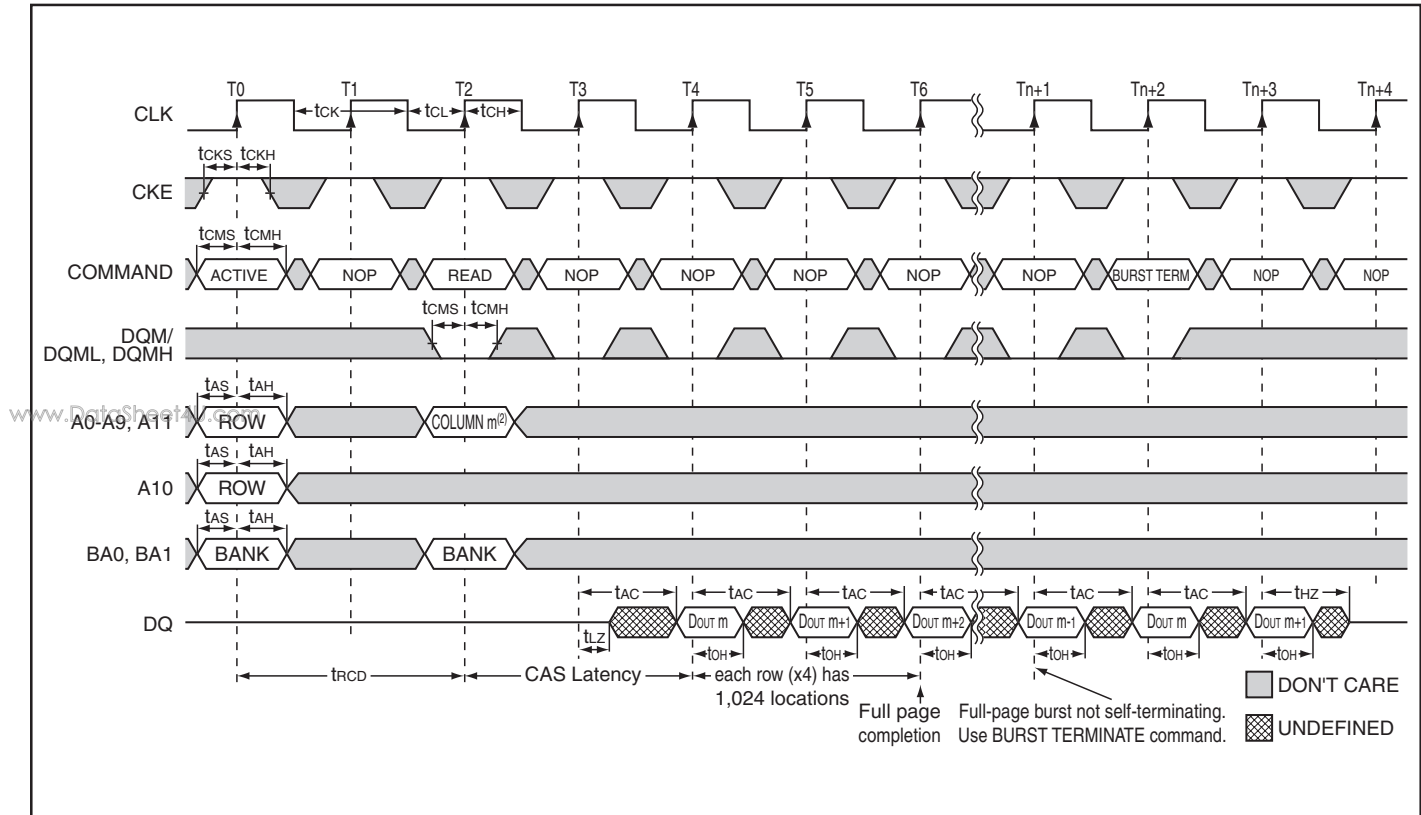 T0 T1 T2 T3 T4 T5 T6 Tn+1 Tn+2 Tn+3 Tn+4
CLK
tCK tCL tCH
tCKS tCKH
CKE
tCMS tCMH
COMMAND ACTIVE NOP READ NOP NOP NOP NOP NOP BURST TERM NOP NOP
tCMS tCMH
DQM/
DQML, DQMH
tAS tAH
www.DataSheet4U.com
A0-A9, A11 ROW COLUMN m(2)
tAS tAH
A10 ROW
tAS tAH
BA0, BA1 BANK BANK
tAC tAC tAC tAC tAC tAC tHZ
DQ DOUT m DOUT m+1 DOUT m+2 DOUT m-1 DOUT m DOUT m+1
tLZ tOH tOH tOH tOH tOH tOH
tRCD CAS Latency each row (x4) has
1,024 locations
Full page
completion
Full-page burst not self-terminating.
Use BURST TERMINATE command.
DON'T CARE
UNDEFINED